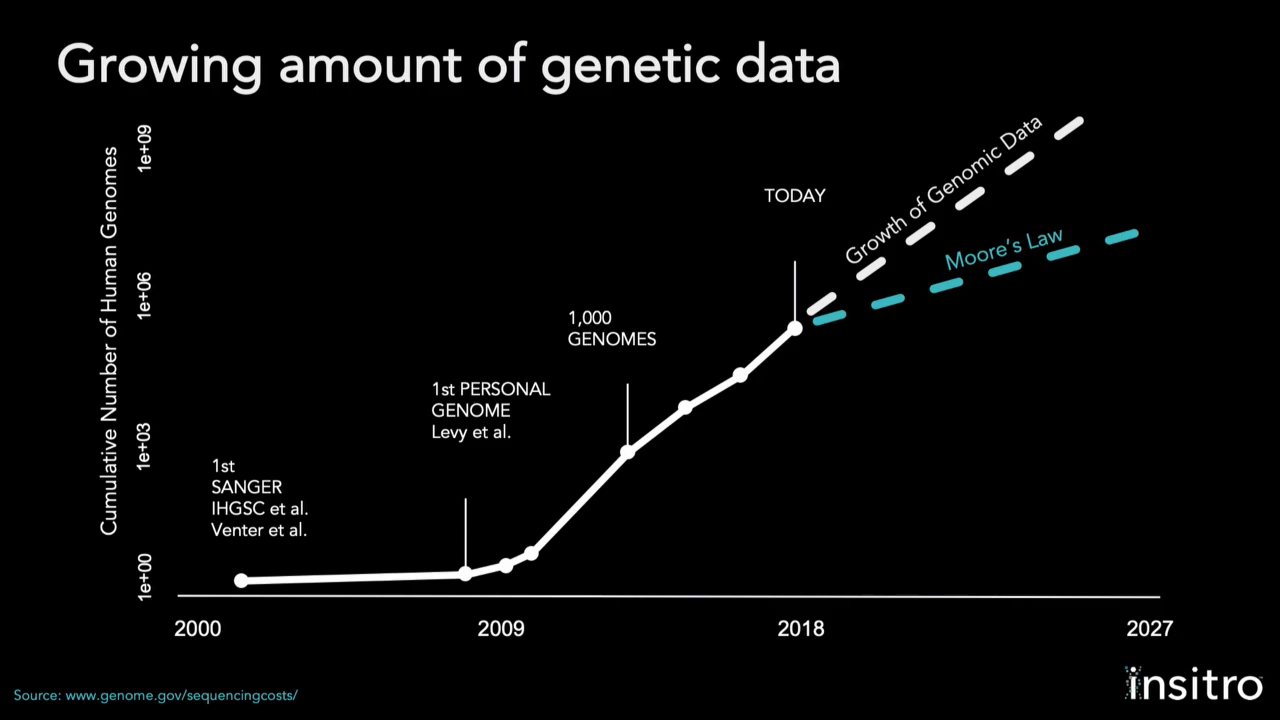 Growing amount of genetic data
Cumulative Number of Human Genomes
1e+09
1e+06
1e+03
1e+00
1st
SANGER
IHGSC et al.
Venter et al.
1st PERSONAL
GENOME
Levy et al.
1,000
GENOMES
TODAY
Growth of Genomic Data
Moore's Law
2000
2009
2018
2027
Source: www.genome.gov/sequencingcosts/
insitro